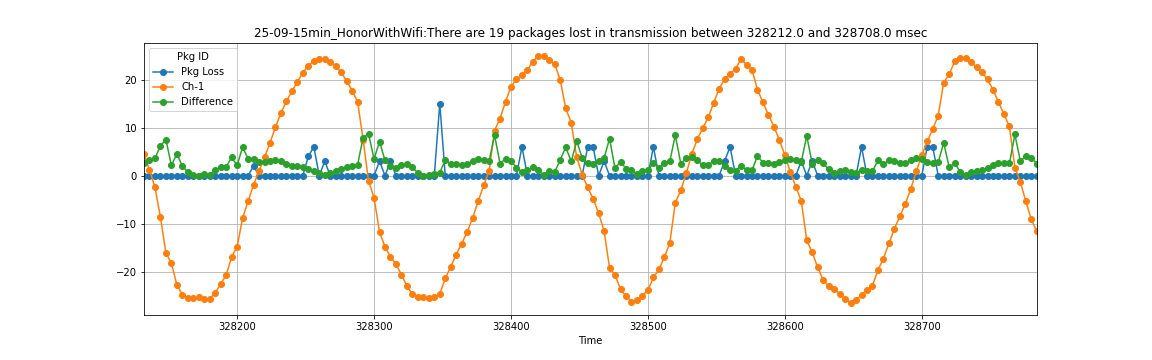 25-09-15min_HonorWithWifi:There are 19 packages lost in transmission between 328212.0 and 328708.0 msec
Pkg ID
Pkg Loss
Ch-1
Difference
20
10
0
−10
−20
328200 328300 328400 328500 328600 328700
Time